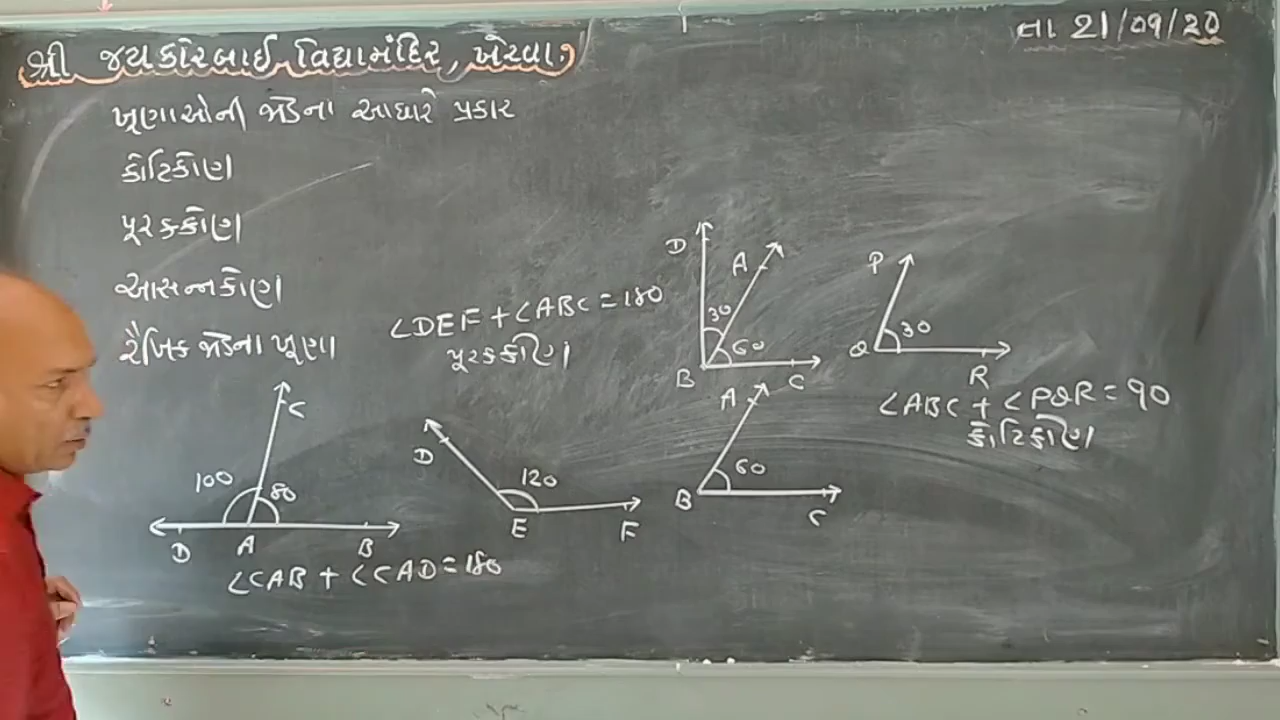 શ્રી જયકોરબાઈ વિદ્યામંદિર, ખેરવા.
તા 21/09/20
ખૂણાઓની જોડના આધારે પ્રકાર
કોટિકોણ
પૂરકકોણ
આસન્નકોણ
રૈખિક જોડના ખૂણા
∠DEF + ∠ABC = 180
પૂરકકોણ
D A 30 60 B C
P 30 Q R
∠ABC + ∠PQR = 90
કોટિકોણ
C 100 80 D A B
∠CAB + ∠CAD = 180
D 120 E F
A 60 B C